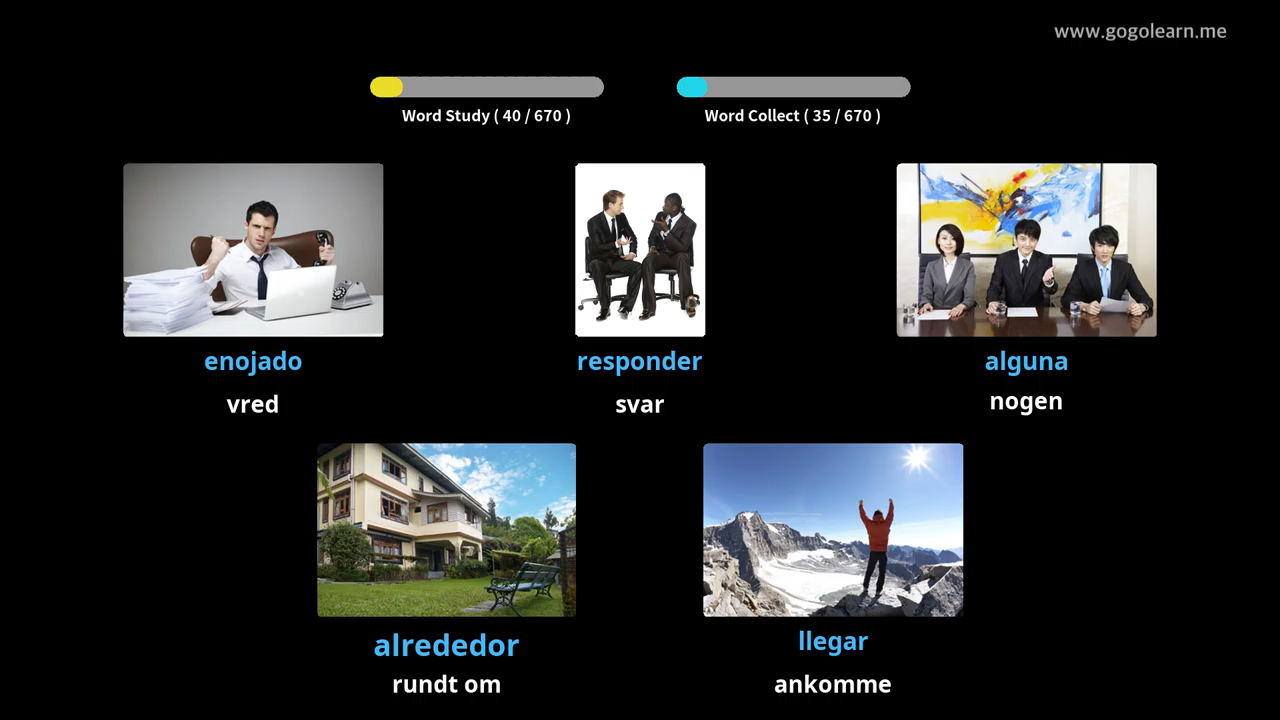 www.gogolearn.me
Word Study ( 40 / 670 )
Word Collect ( 35 / 670 )
enojado
responder
alguna
vred
svar
nogen
alrededor
llegar
rundt om
ankomme